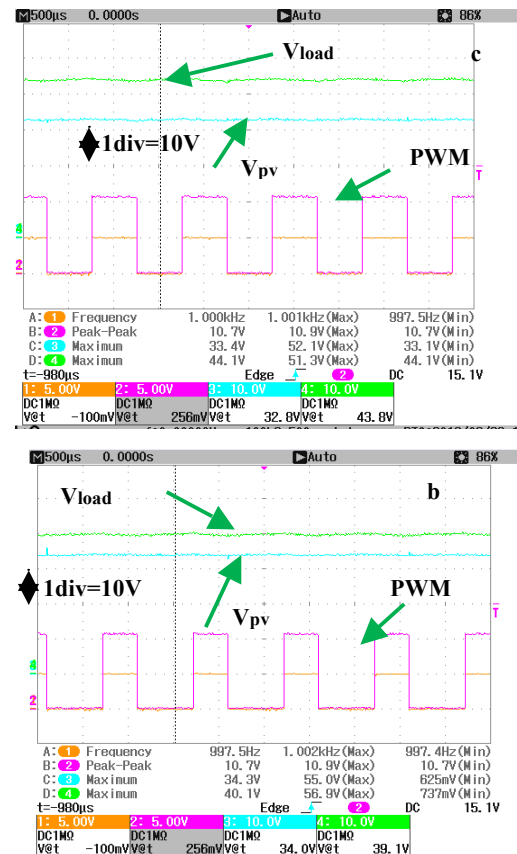 M 500µs 0.0000s Auto 86%
Vload
c
1div=10V
Vpv
PWM
T
4
2
A: 1 Frequency 1.000kHz 1.001kHz(Max) 997.5Hz(Min)
B: 2 Peak-Peak 10.7V 10.9V(Max) 10.7V(Min)
C: 3 Maximum 33.4V 52.1V(Max) 33.1V(Min)
D: 4 Maximum 44.1V 51.3V(Max) 44.1V(Min)
t=-980µs Edge 2 DC 15.1V
1: 5.00V 2: 5.00V 3: 10.0V 4: 10.0V
DC1MΩ DC1MΩ DC1MΩ DC1MΩ
V@t -100mV V@t 256mV V@t 32.8V V@t 43.8V
M 500µs 0.0000s Auto 86%
Vload
b
1div=10V
Vpv
PWM
T
4
2
A: 1 Frequency 997.5Hz 1.002kHz(Max) 997.4Hz(Min)
B: 2 Peak-Peak 10.7V 10.9V(Max) 10.7V(Min)
C: 3 Maximum 34.3V 55.0V(Max) 625mV(Min)
D: 4 Maximum 40.1V 56.9V(Max) 737mV(Min)
t=-980µs Edge 2 DC 15.1V
1: 5.00V 2: 5.00V 3: 10.0V 4: 10.0V
DC1MΩ DC1MΩ DC1MΩ DC1MΩ
V@t -100mV V@t 256mV V@t 34.0V V@t 39.1V